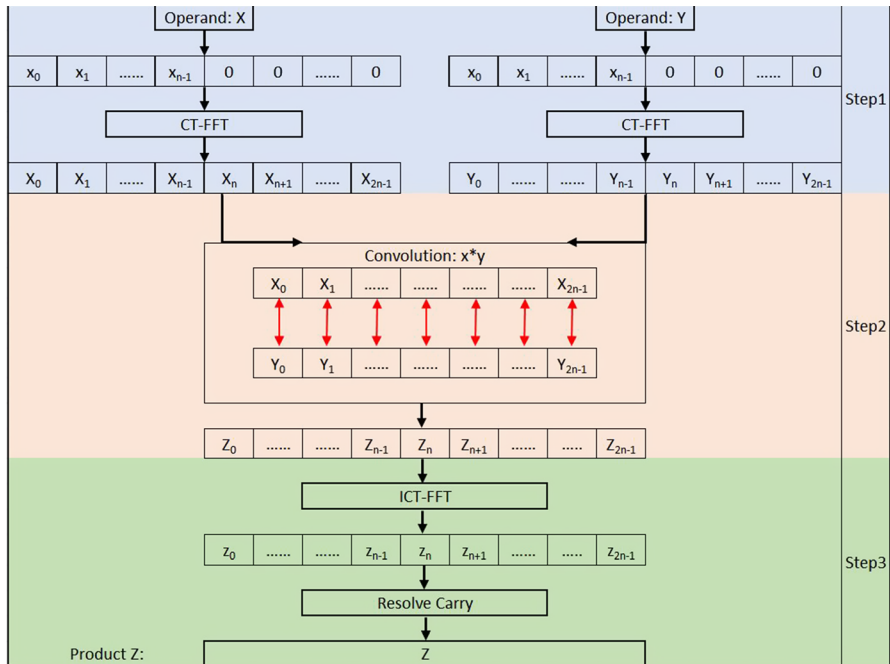 Operand: X Operand: Y
x0 x1 ...... xn-1 0 0 ...... 0 x0 x1 ...... xn-1 0 0 ...... 0
Step1
CT-FFT CT-FFT
X0 X1 ...... Xn-1 Xn Xn+1 ...... X2n-1 Y0 ...... ...... Yn-1 Yn Yn+1 ...... Y2n-1
Convolution: x*y
X0 X1 ...... ...... ...... ...... X2n-1
Step2
Y0 Y1 ...... ...... ...... ...... Y2n-1
Z0 ...... ...... Zn-1 Zn Zn+1 ...... ..... Z2n-1
ICT-FFT
z0 ...... ...... zn-1 zn zn+1 ...... ..... z2n-1
Step3
Resolve Carry
Product Z: Z